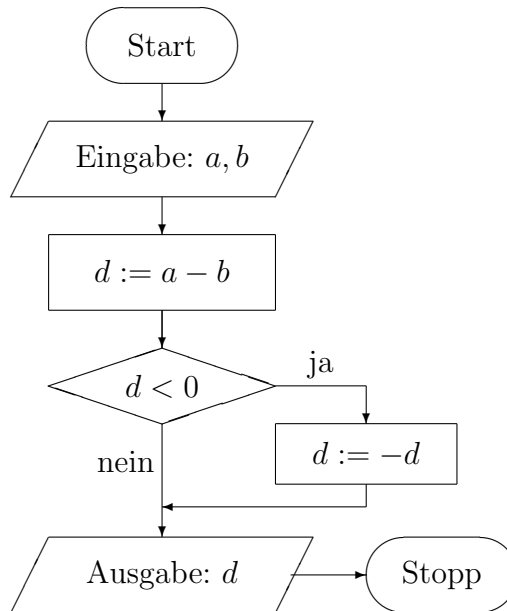 Start
Eingabe: a, b
d := a − b
d < 0
ja
d := −d
nein
Ausgabe: d
Stopp